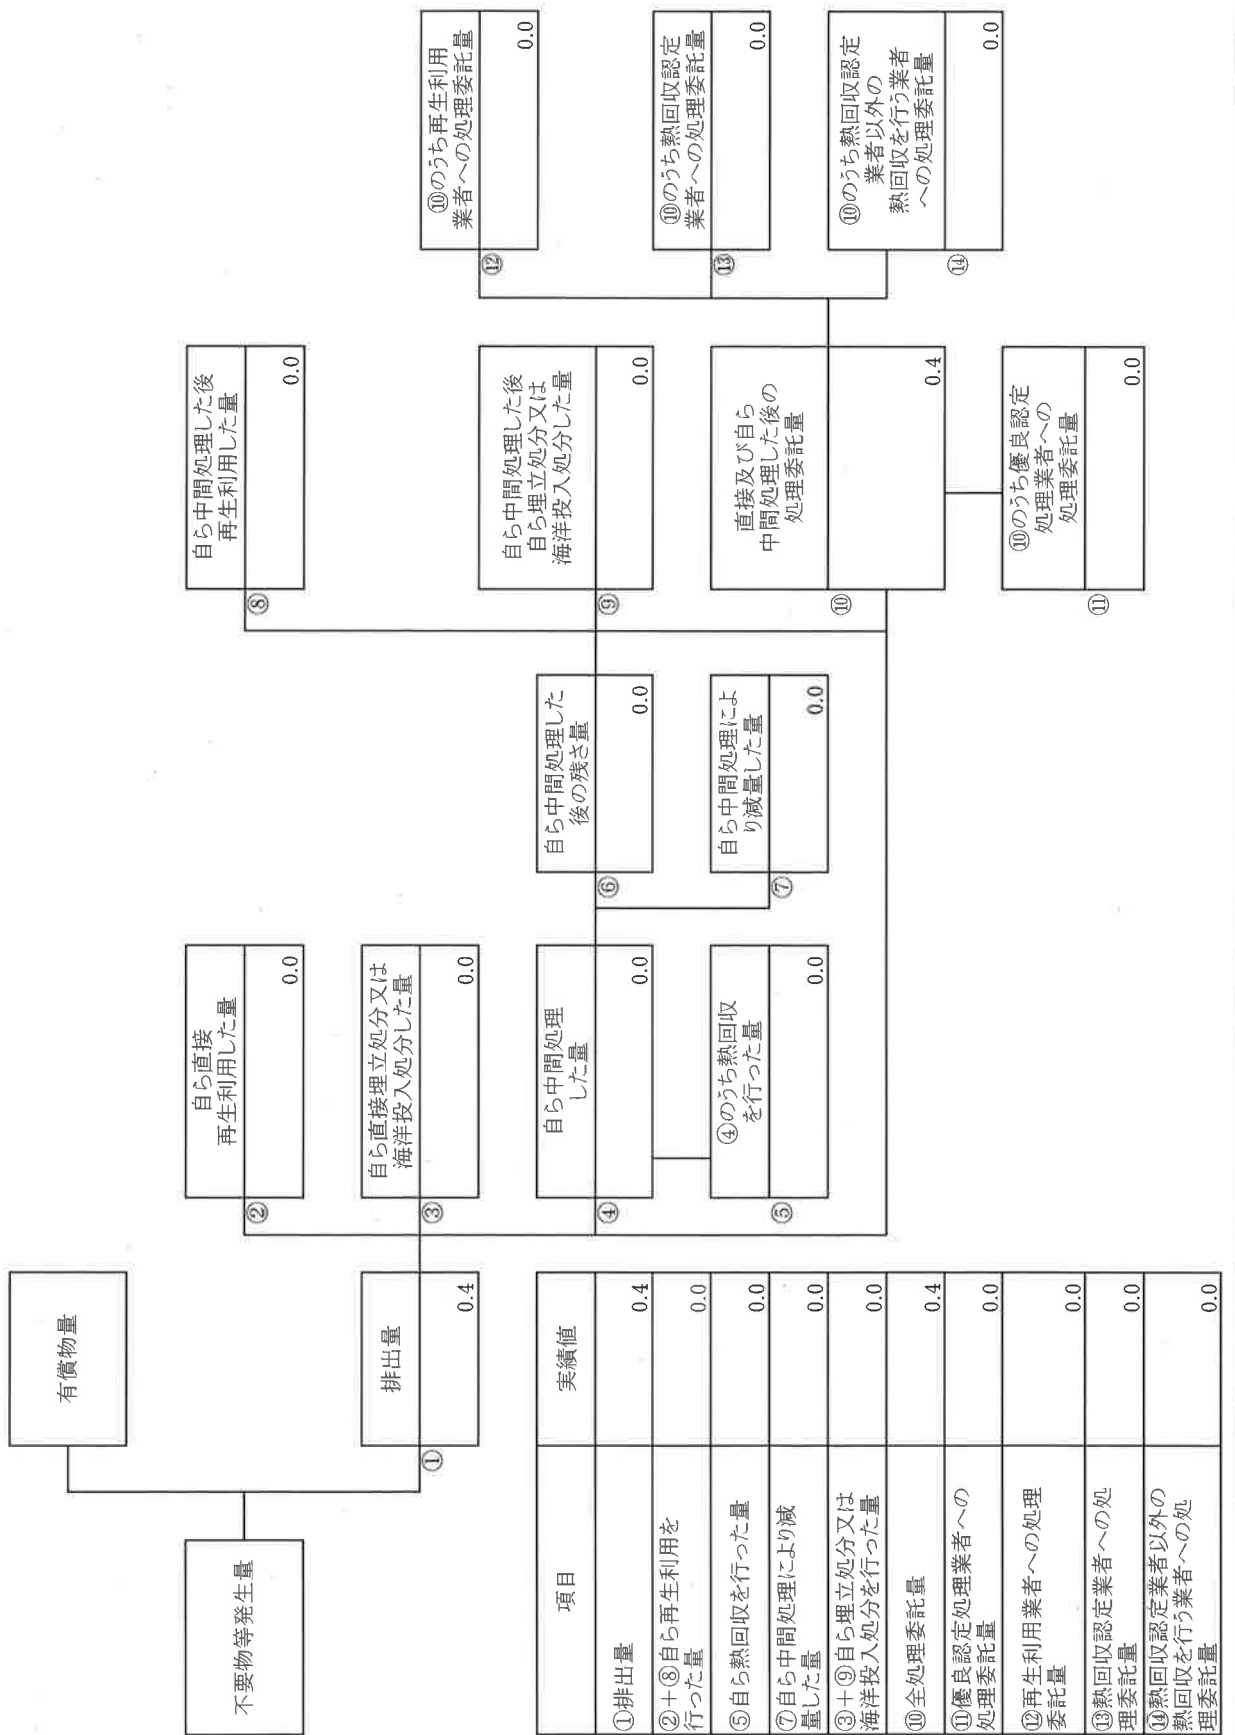 不要物等発生量
有償物量
①
排出量
0.4
②
自ら直接
再生利用した量
0.0
③
自ら直接埋立処分又は
海洋投入処分した量
0.0
④
自ら中間処理
した量
0.0
⑤
④のうち熱回収
を行った量
0.0
⑥
自ら中間処理した
後の残さ量
0.0
⑦
自ら中間処理によ
り減量した量
0.0
⑧
自ら中間処理した後
再生利用した量
0.0
⑨
自ら中間処理した後
自ら埋立処分又は
海洋投入処分した量
0.0
⑩
直接及び自ら
中間処理した後の
処理委託量
0.4
⑪
⑩のうち優良認定
処理業者への
処理委託量
0.0
⑫
⑩のうち再生利用
業者への処理委託量
0.0
⑬
⑩のうち熱回収認定
業者への処理委託量
0.0
⑭
⑩のうち熱回収認定
業者以外の
熱回収を行う業者
への処理委託量
0.0
項目 実績値
①排出量 0.4
②+⑧自ら再生利用を
行った量 0.0
⑤自ら熱回収を行った量 0.0
⑦自ら中間処理により減
量した量 0.0
③+⑨自ら埋立処分又は
海洋投入処分を行った量 0.0
⑩全処理委託量 0.4
⑪優良認定処理業者への
処理委託量 0.0
⑫再生利用業者への処理
委託量 0.0
⑬熱回収認定業者への処
理委託量 0.0
⑭熱回収認定業者以外の
熱回収を行う業者への処
理委託量 0.0